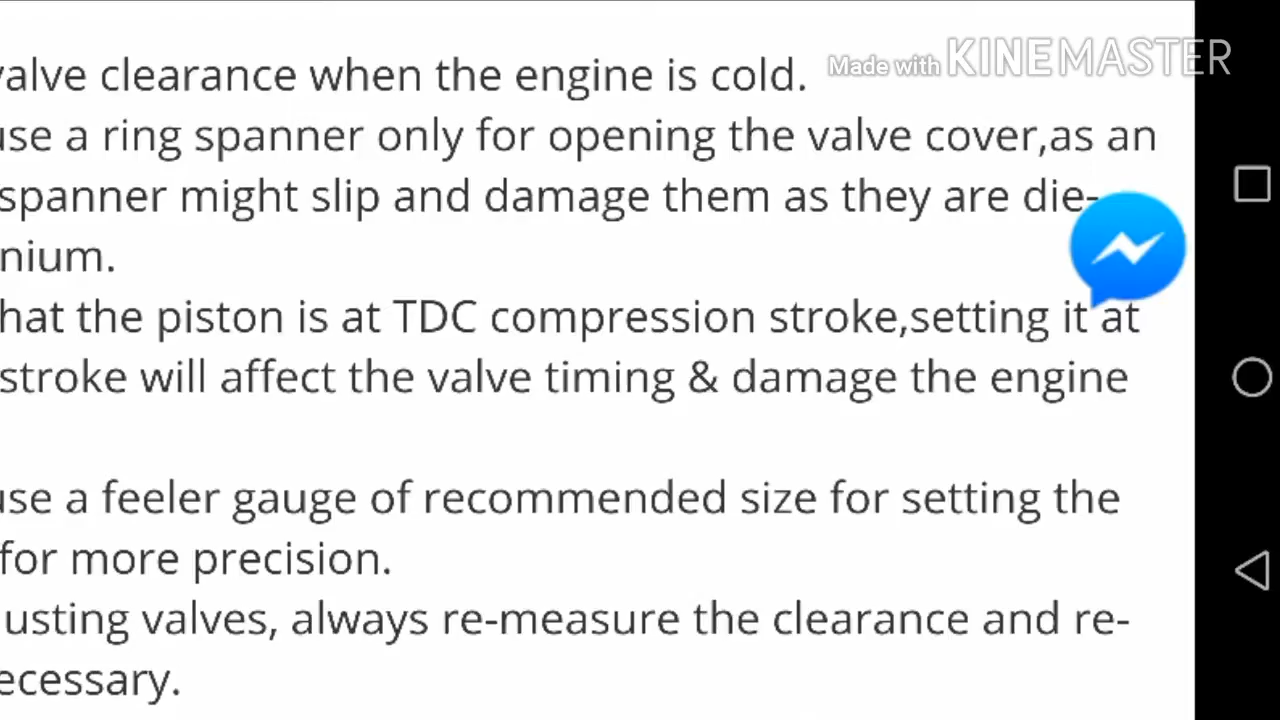 valve clearance when the engine is cold.
use a ring spanner only for opening the valve cover,as an
spanner might slip and damage them as they are die-
nium.
hat the piston is at TDC compression stroke,setting it at
stroke will affect the valve timing & damage the engine
use a feeler gauge of recommended size for setting the
for more precision.
usting valves, always re-measure the clearance and re-
ecessary.
Made with KINEMASTER